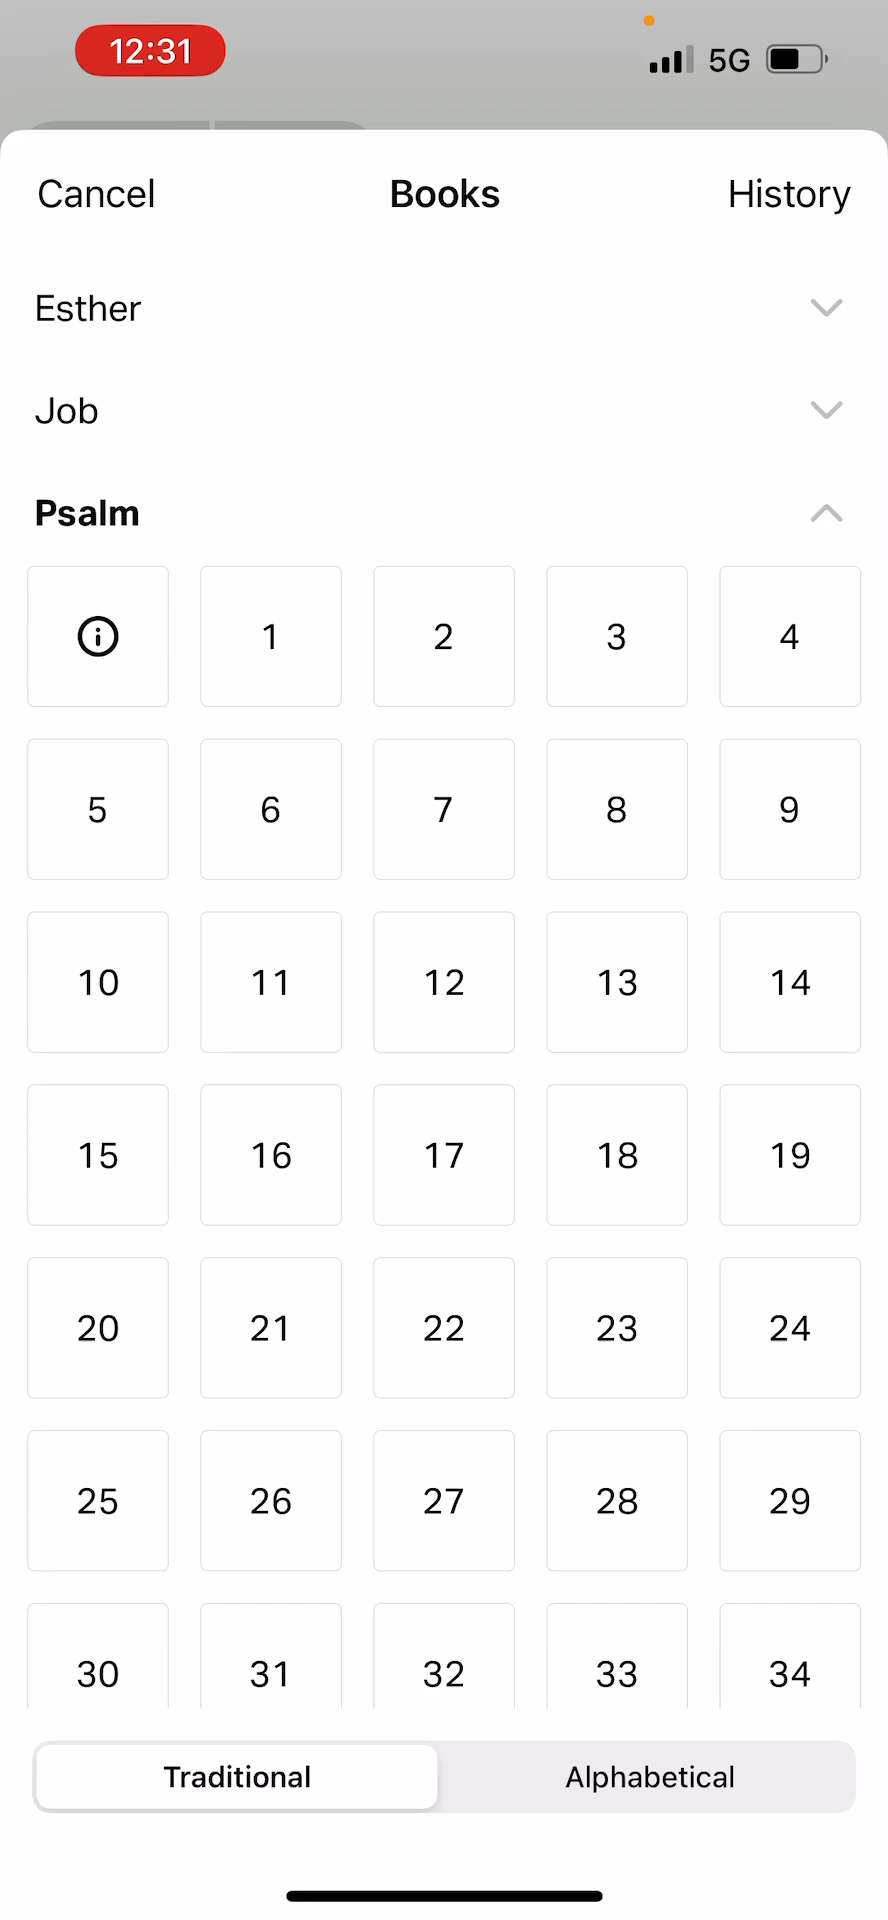 12:31 5G
Cancel Books History
Esther
Job
Psalm
1 2 3 4
5 6 7 8 9
10 11 12 13 14
15 16 17 18 19
20 21 22 23 24
25 26 27 28 29
30 31 32 33 34
Traditional Alphabetical